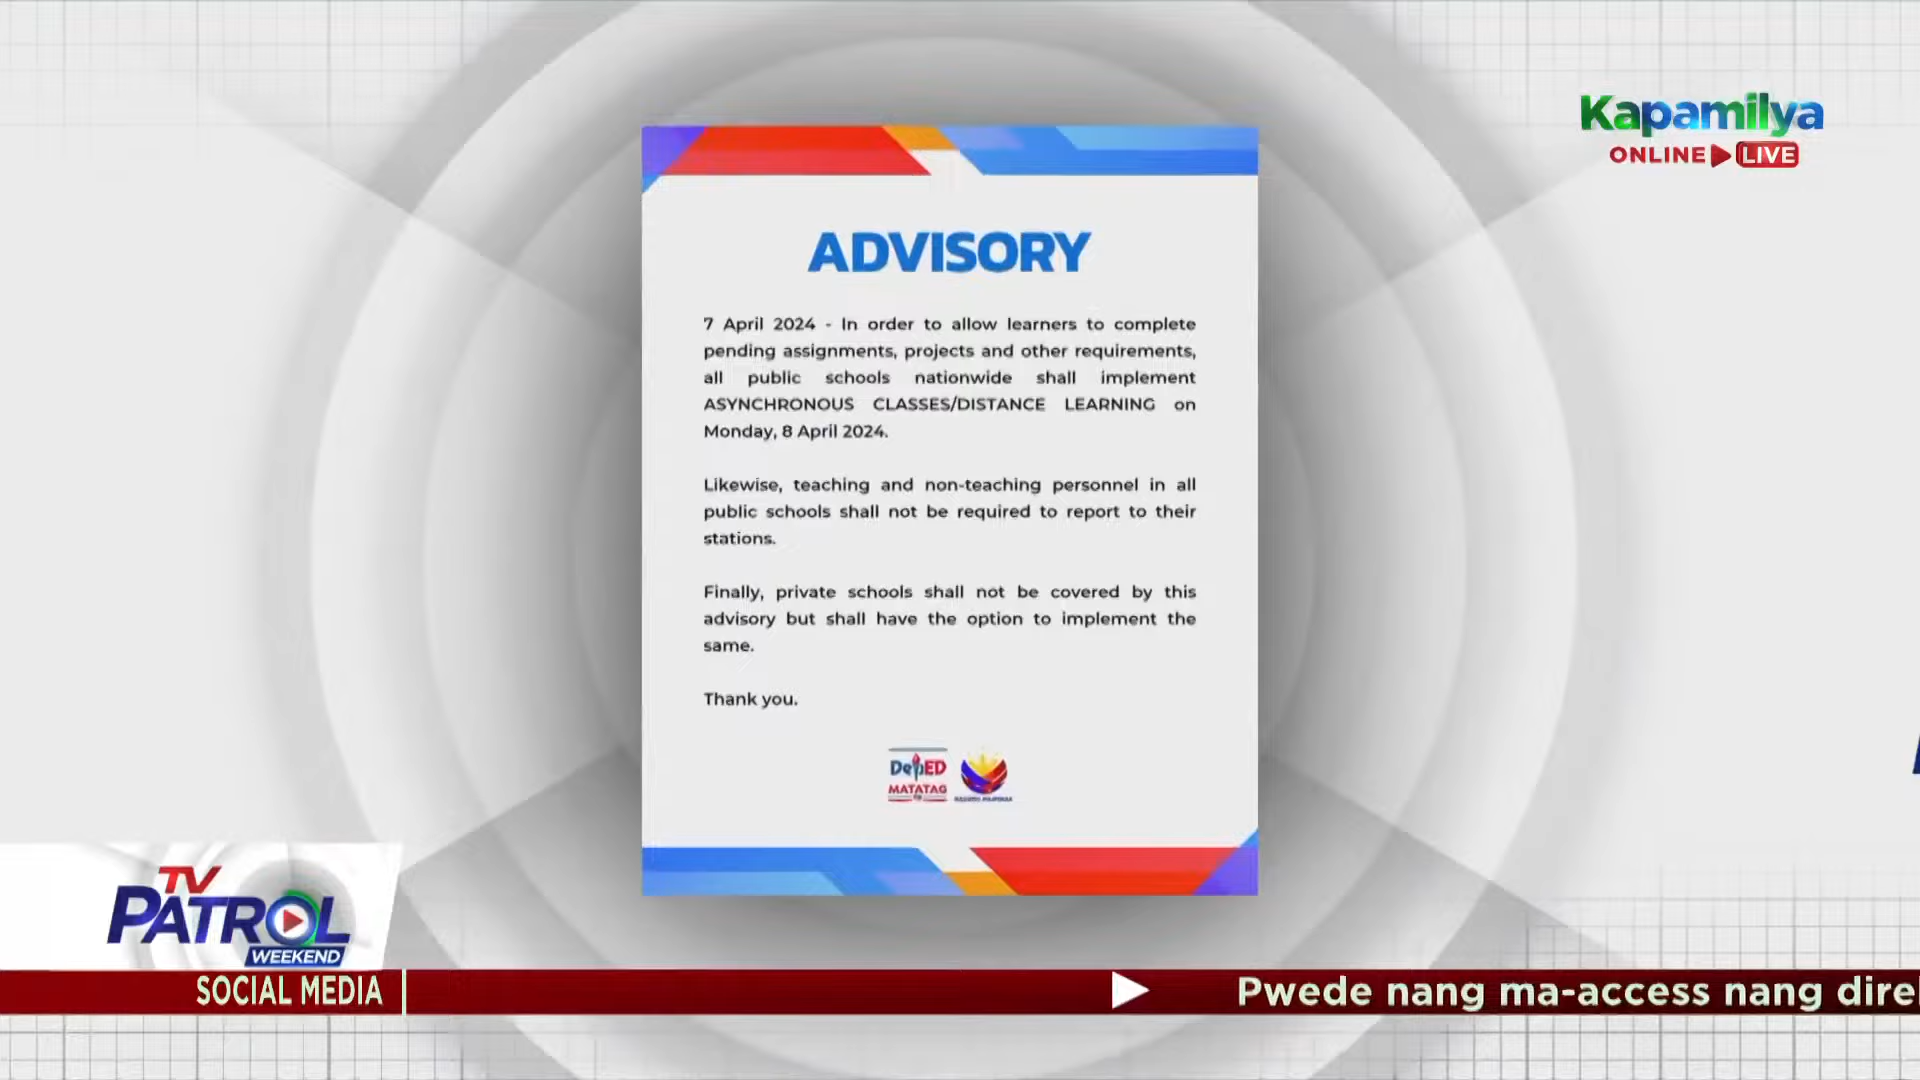 Kapamilya
ONLINE LIVE
ADVISORY
7 April 2024 - In order to allow learners to complete
pending assignments, projects and other requirements,
all public schools nationwide shall implement
ASYNCHRONOUS CLASSES/DISTANCE LEARNING on
Monday, 8 April 2024.
Likewise, teaching and non-teaching personnel in all
public schools shall not be required to report to their
stations.
Finally, private schools shall not be covered by this
advisory but shall have the option to implement the
same.
Thank you.
DepED
MATATAG
TV
PATROL
WEEKEND
SOCIAL MEDIA
Pwede nang ma-access nang